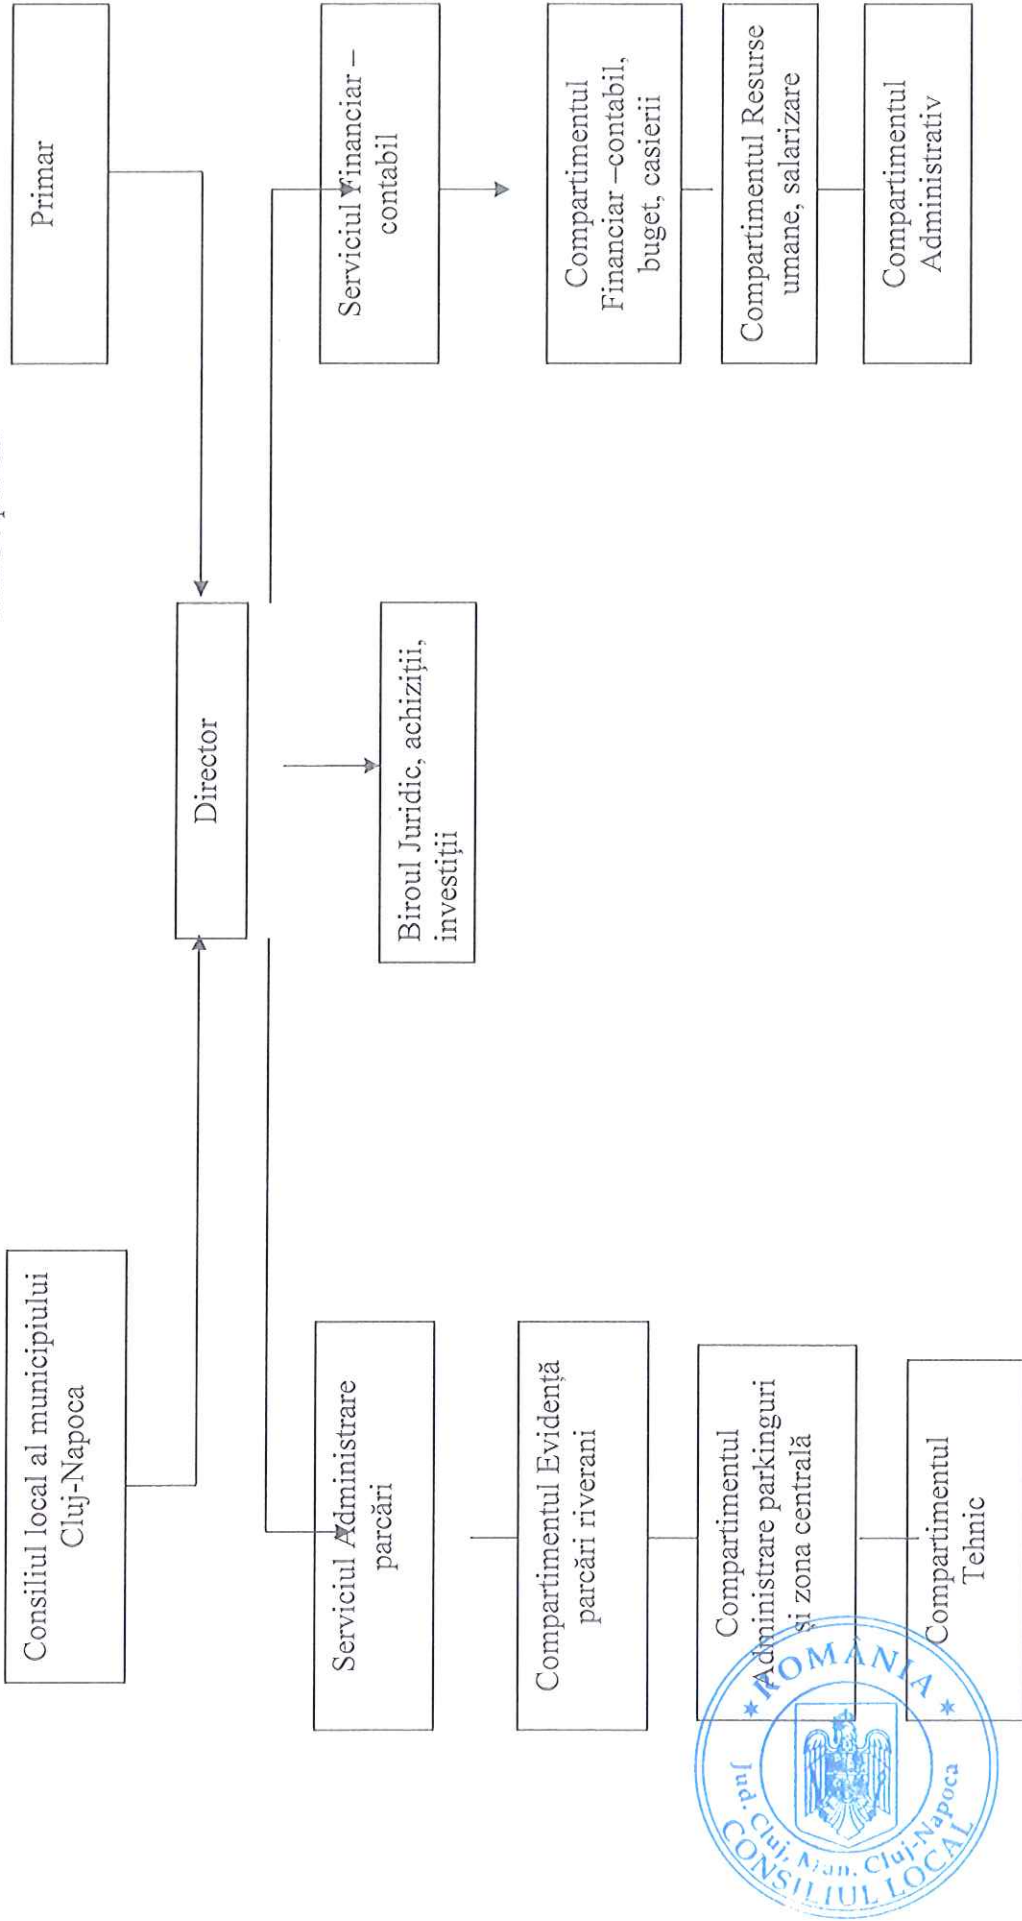 Consiliul local al municipiului
Cluj-Napoca
Primar
Director
Serviciul Administrare
parcări
Biroul Juridic, achiziții,
investiții
Serviciul Financiar –
contabil
Compartimentul Evidență
parcări riverani
Compartimentul
Administrare parkinguri
și zona centrală
Compartimentul
Tehnic
Compartimentul
Financiar –contabil,
buget, casierii
Compartimentul Resurse
umane, salarizare
Compartimentul
Administrativ
* ROMÂNIA *
Jud. Cluj, Mun. Cluj-Napoca
CONSILIUL LOCAL